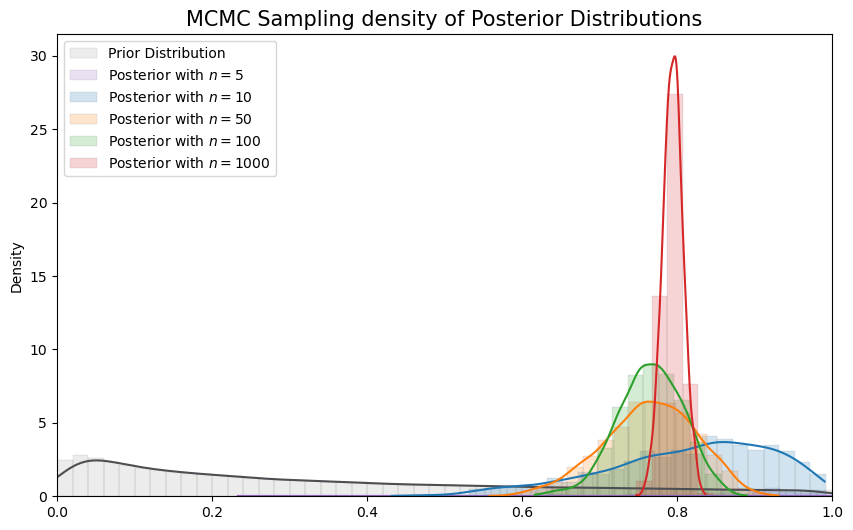 MCMC Sampling density of Posterior Distributions
Prior Distribution
Posterior with n = 5
Posterior with n = 10
Posterior with n = 50
Posterior with n = 100
Posterior with n = 1000
Density
30
25
20
15
10
5
0
0.0 0.2 0.4 0.6 0.8 1.0